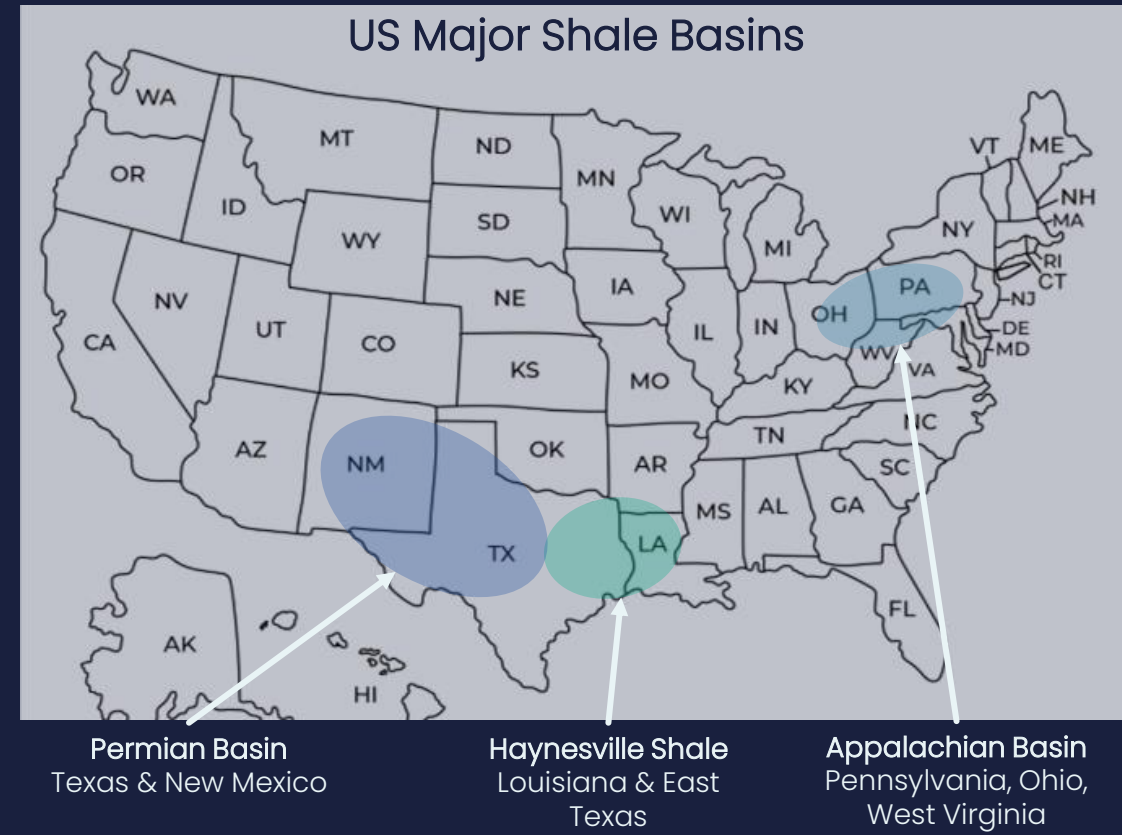 US Major Shale Basins
WA
MT
ND
MN
VT
ME
OR
ID
SD
WI
NH
MA
WY
MI
NY
RI
CT
NV
NE
IA
PA
NJ
UT
CO
IL
IN
OH
DE
CA
KS
MO
WV
MD
KY
VA
AZ
NM
OK
AR
TN
NC
SC
TX
LA
MS
AL
GA
FL
AK
HI
Permian Basin
Texas & New Mexico
Haynesville Shale
Louisiana & East
Texas
Appalachian Basin
Pennsylvania, Ohio,
West Virginia